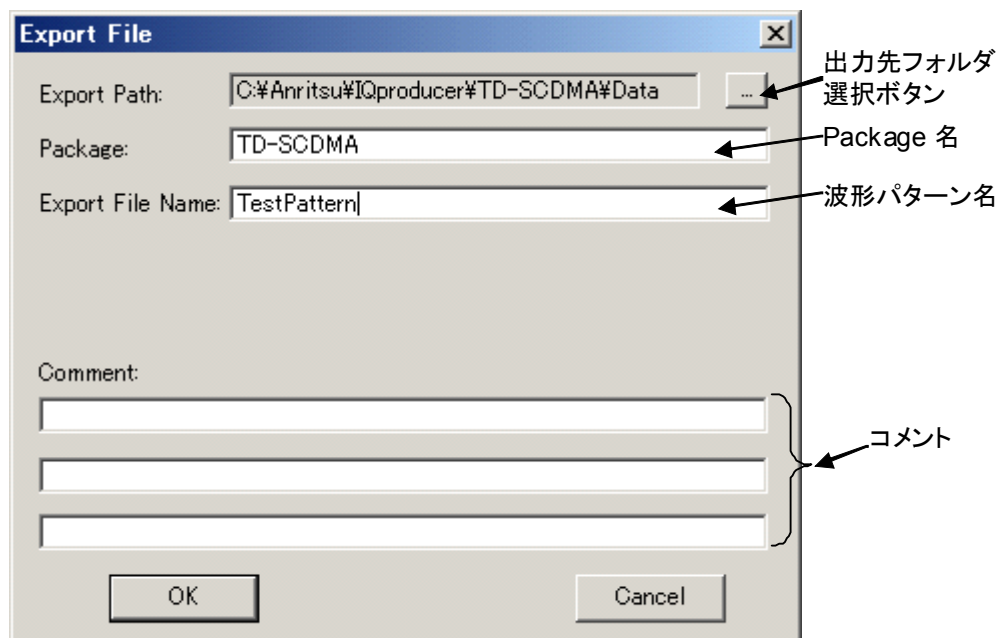 Export File
Export Path:
C:¥Anritsu¥IQproducer¥TD-SCDMA¥Data
...
出力先フォルダ
選択ボタン
Package:
TD-SCDMA
Package 名
Export File Name:
TestPattern
波形パターン名
Comment:
コメント
OK
Cancel